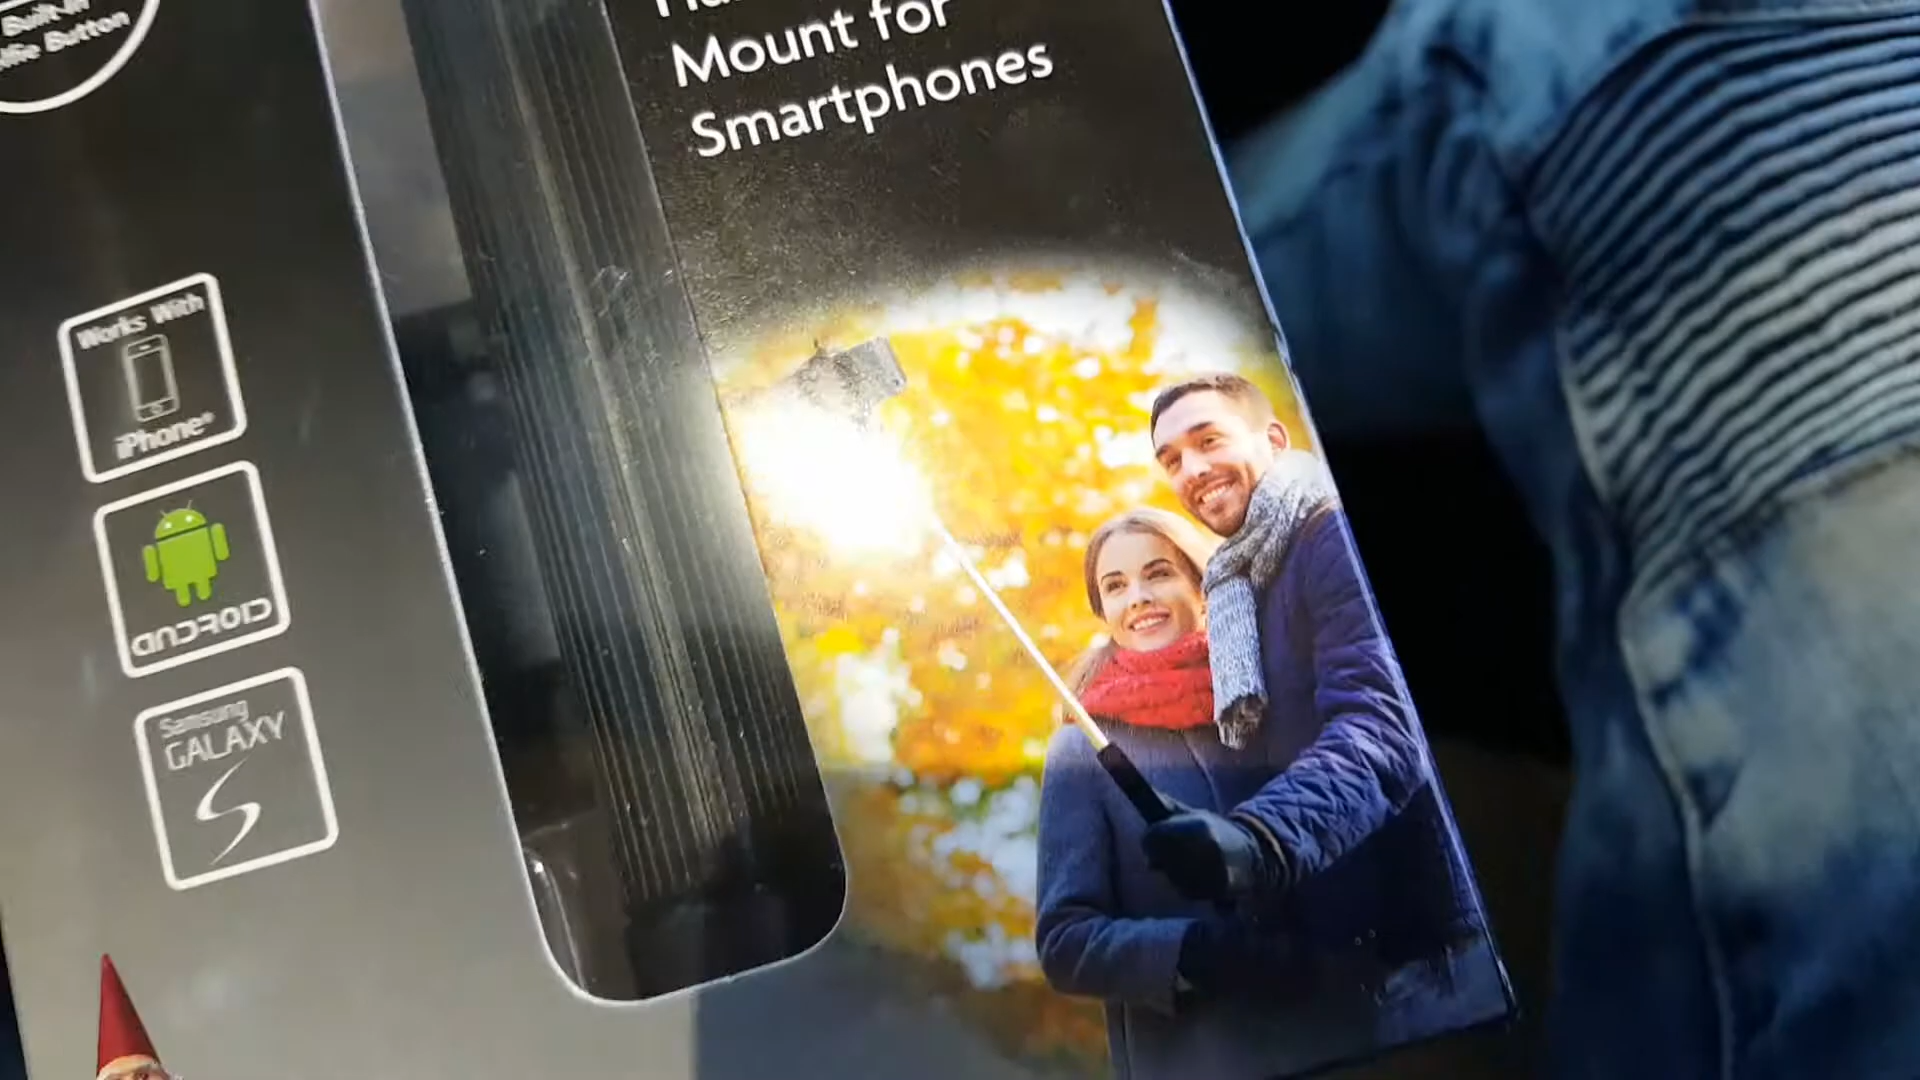 Built-In
Button
Mount for
Smartphones
Works With
iPhone®
ANDROID
Samsung
GALAXY
S